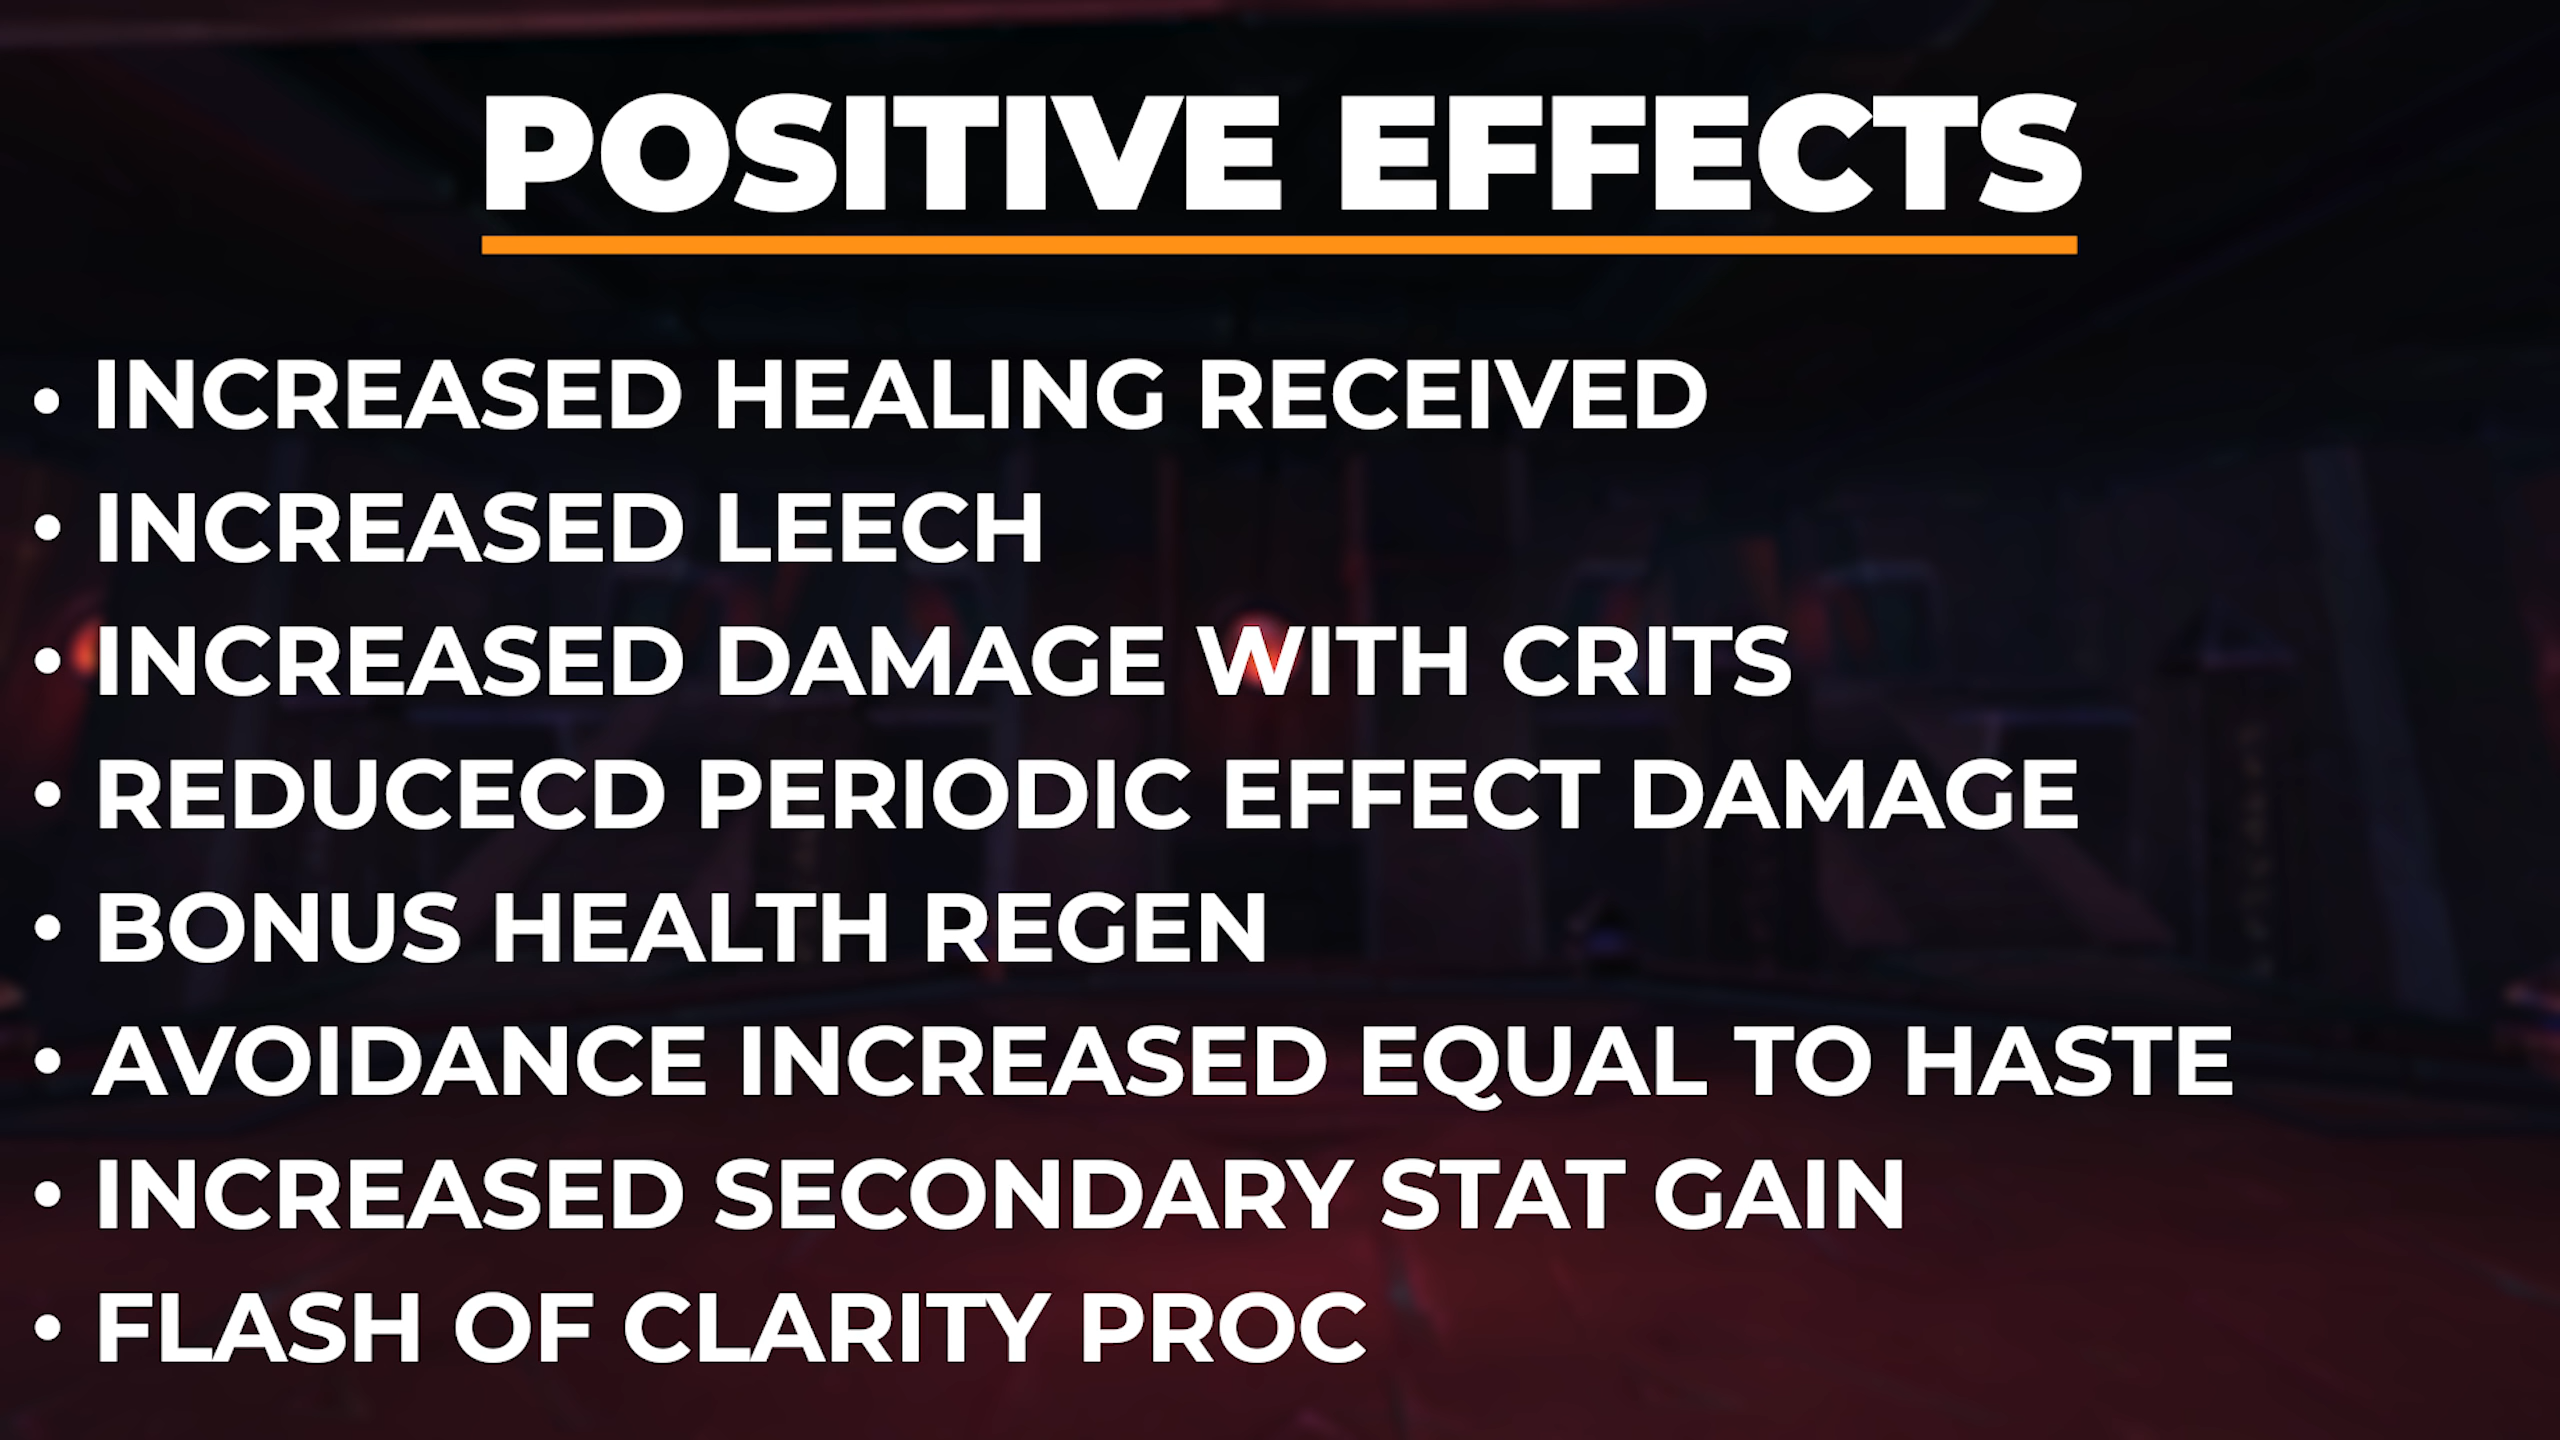 POSITIVE EFFECTS
• INCREASED HEALING RECEIVED
• INCREASED LEECH
• INCREASED DAMAGE WITH CRITS
• REDUCECD PERIODIC EFFECT DAMAGE
• BONUS HEALTH REGEN
• AVOIDANCE INCREASED EQUAL TO HASTE
• INCREASED SECONDARY STAT GAIN
• FLASH OF CLARITY PROC